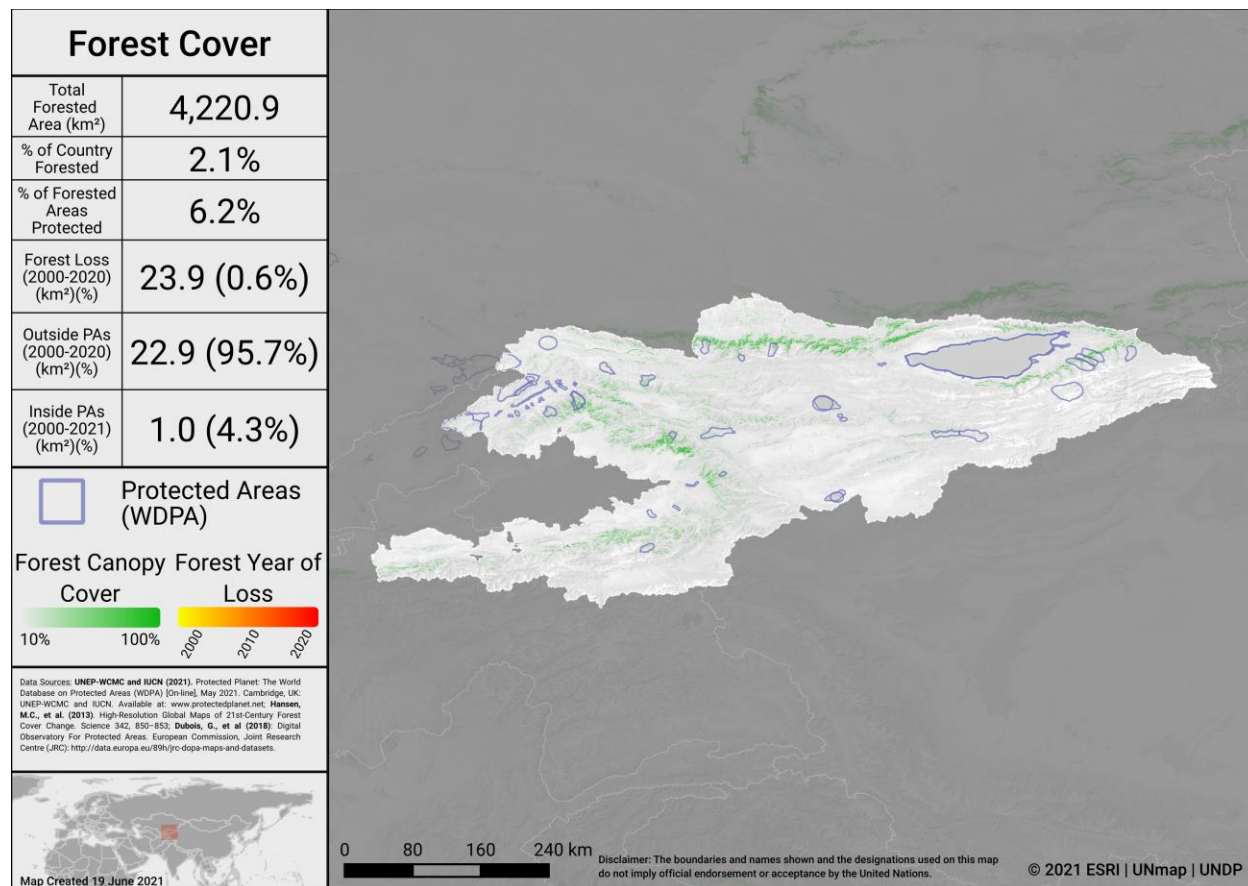 Forest Cover
Total
Forested
Area (km²)
4,220.9
% of Country
Forested
2.1%
% of Forested
Areas
Protected
6.2%
Forest Loss
(2000-2020)
(km²)(%)
23.9 (0.6%)
Outside PAs
(2000-2020)
(km²)(%)
22.9 (95.7%)
Inside PAs
(2000-2021)
(km²)(%)
1.0 (4.3%)
Protected Areas
(WDPA)
Forest Canopy
Cover
10% 100%
Forest Year of
Loss
2000 2010 2020
Data Sources: UNEP-WCMC and IUCN (2021). Protected Planet: The World
Database on Protected Areas (WDPA) [On-line], May 2021. Cambridge, UK:
UNEP-WCMC and IUCN. Available at: www.protectedplanet.net; Hansen,
M.C., et al. (2013). High-Resolution Global Maps of 21st-Century Forest
Cover Change. Science 342, 850–853; Dubois, G., et al (2018): Digital
Observatory For Protected Areas. European Commission, Joint Research
Centre (JRC): http://data.europa.eu/89h/jrc-dopa-maps-and-datasets.
Map Created 19 June 2021
0 80 160 240 km
Disclaimer: The boundaries and names shown and the designations used on this map
do not imply official endorsement or acceptance by the United Nations.
© 2021 ESRI | UNmap | UNDP